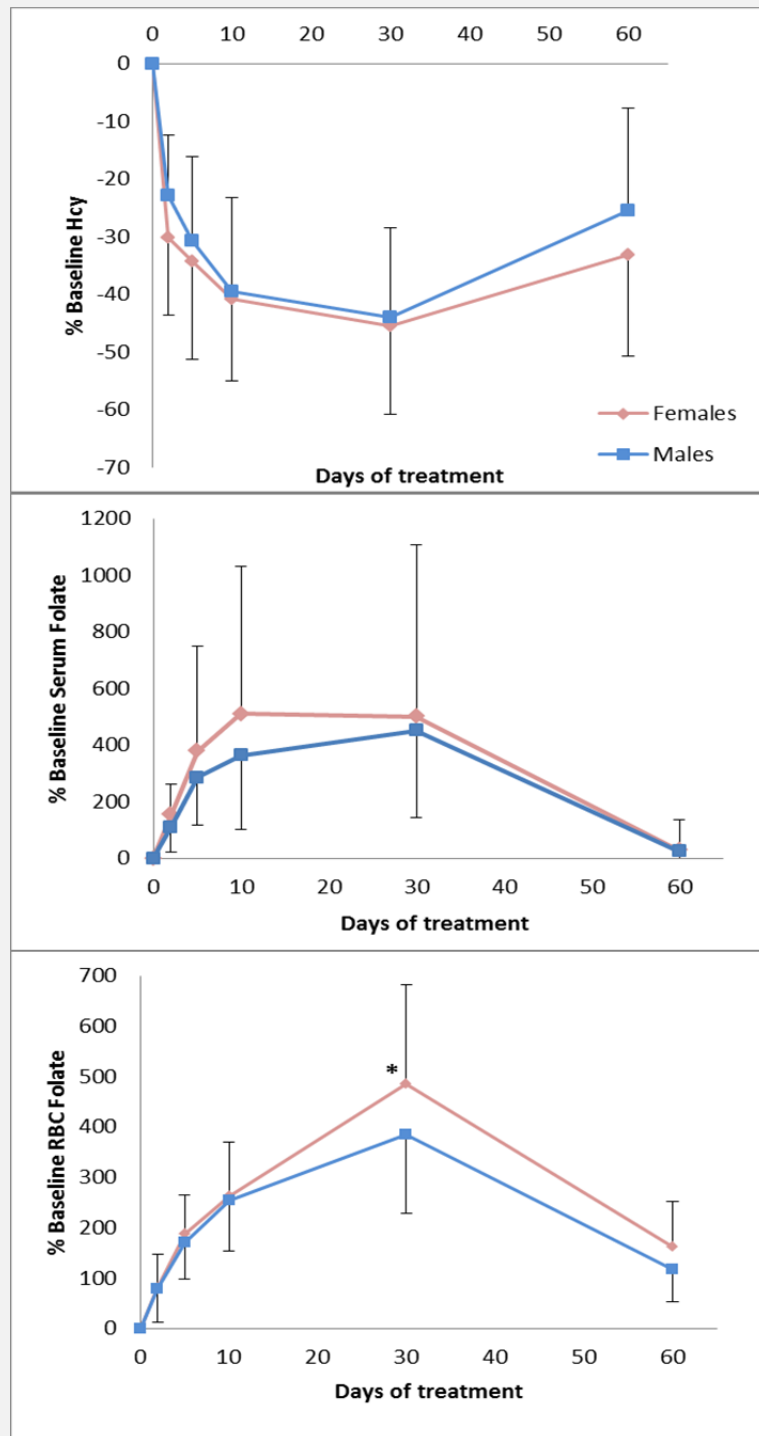 0 10 20 30 40 50 60
0
-10
-20
-30
-40
-50
-60
-70
% Baseline Hcy
Females
Males
Days of treatment
1200
1000
800
600
400
200
0
% Baseline Serum Folate
0 10 20 30 40 50 60
Days of treatment
700
600
500
400
300
200
100
0
% Baseline RBC Folate
*
0 10 20 30 40 50 60
Days of treatment